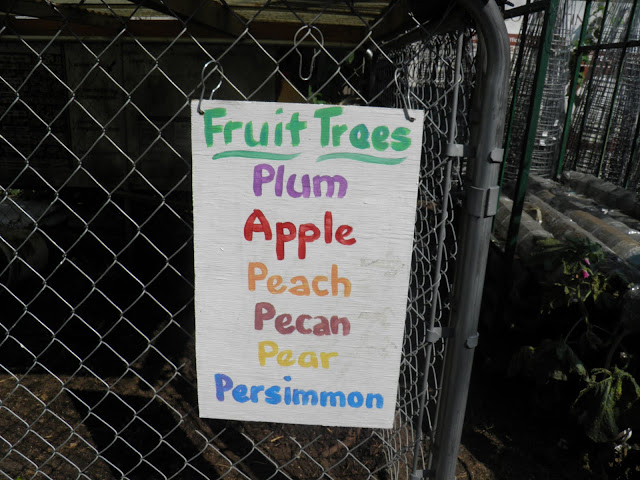 Fruit Trees
Plum
Apple
Peach
Pecan
Pear
Persimmon